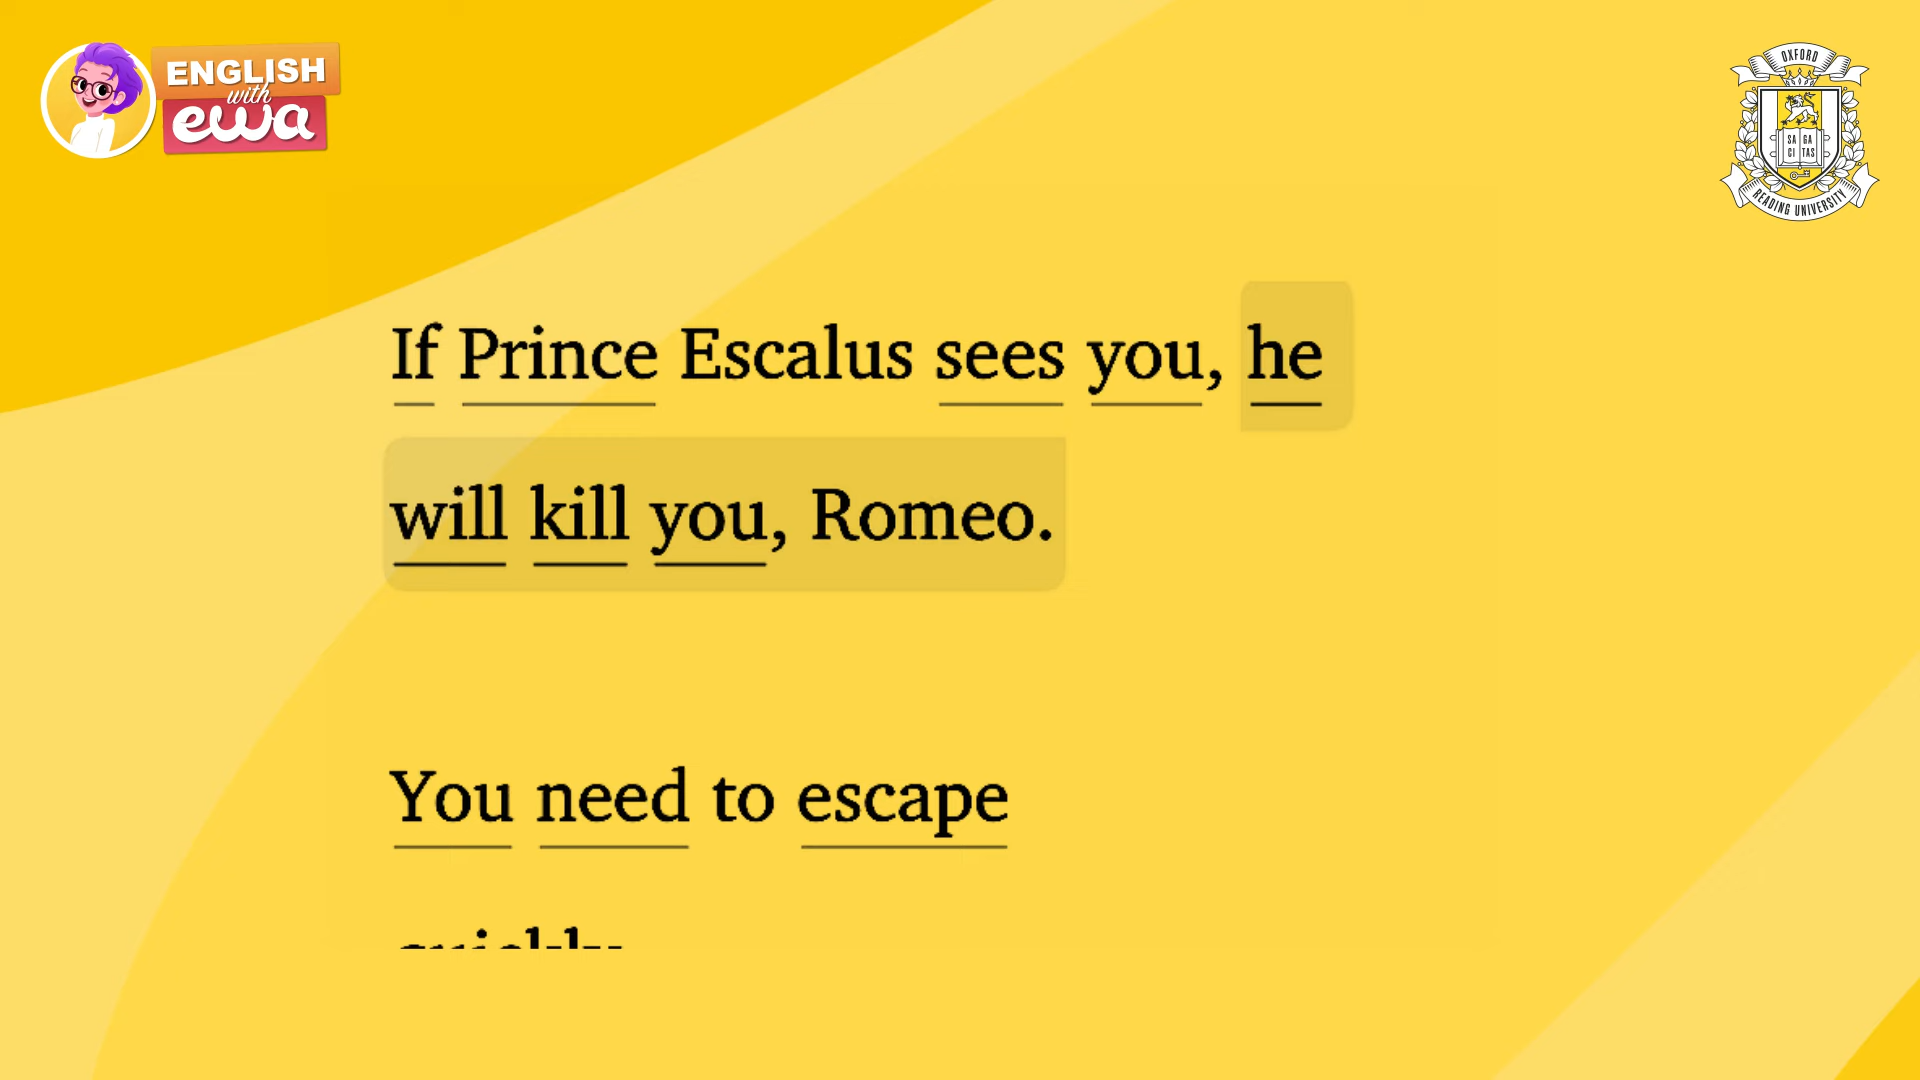 ENGLISH
with
ewa
OXFORD
SA GA
CI TAS
READING UNIVERSITY
If Prince Escalus sees you, he
will kill you, Romeo.
You need to escape
quickly